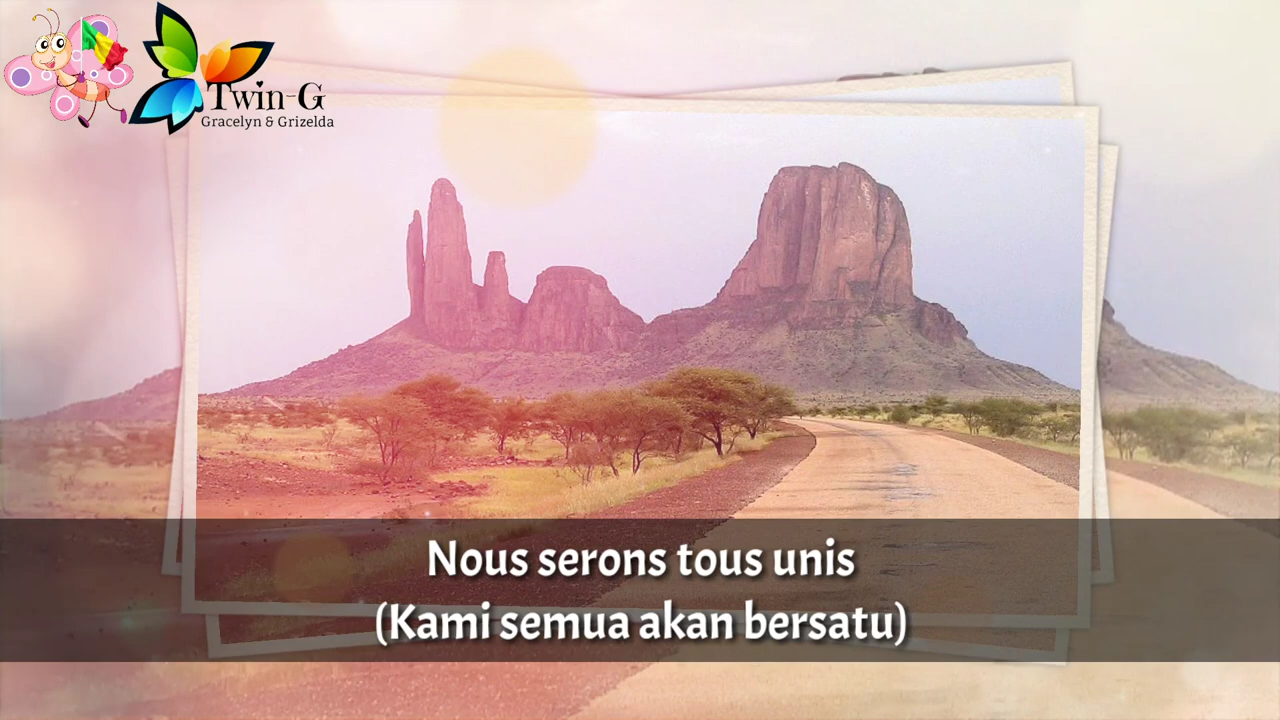 Twin-G
Gracelyn & Grizelda
Nous serons tous unis
(Kami semua akan bersatu)